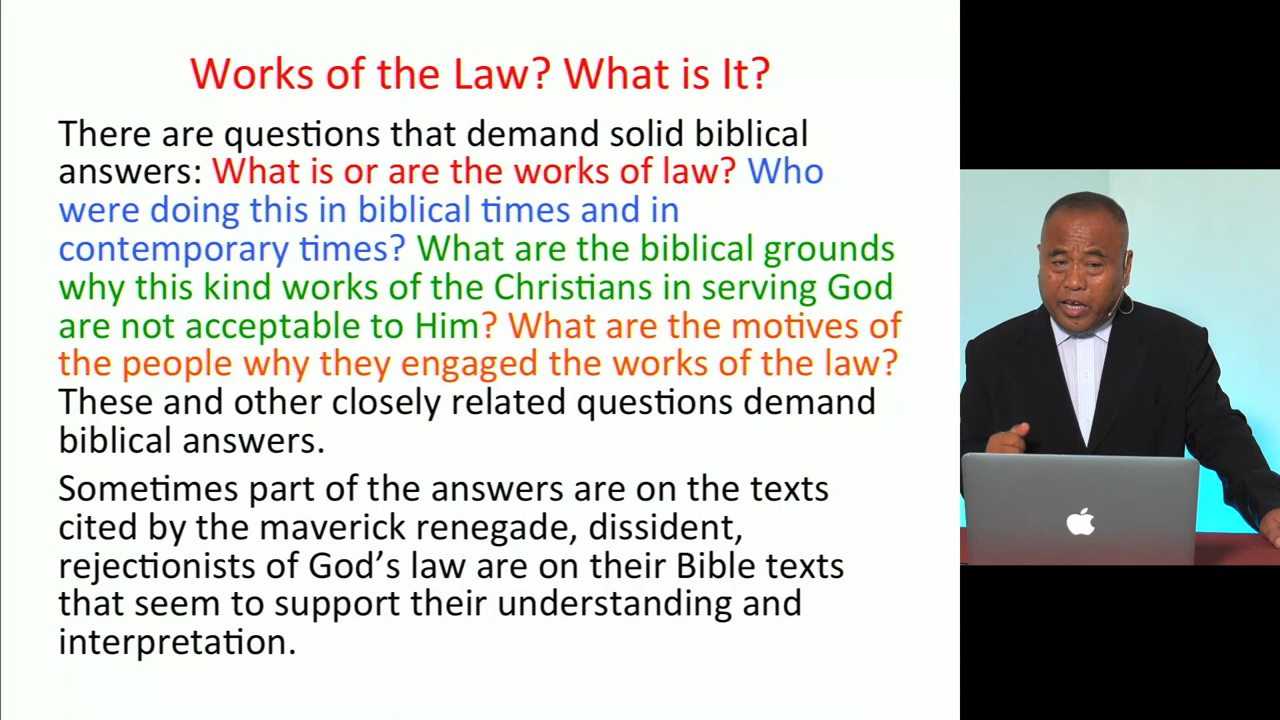 Works of the Law? What is It?
There are questions that demand solid biblical
answers: What is or are the works of law? Who
were doing this in biblical times and in
contemporary times? What are the biblical grounds
why this kind works of the Christians in serving God
are not acceptable to Him? What are the motives of
the people why they engaged the works of the law?
These and other closely related questions demand
biblical answers.
Sometimes part of the answers are on the texts
cited by the maverick renegade, dissident,
rejectionists of God's law are on their Bible texts
that seem to support their understanding and
interpretation.